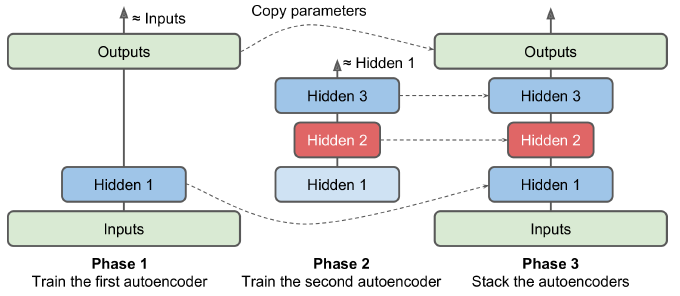 ≈ Inputs
Copy parameters
Outputs
Outputs
≈ Hidden 1
Hidden 3
Hidden 3
Hidden 2
Hidden 2
Hidden 1
Hidden 1
Hidden 1
Inputs
Inputs
Phase 1
Train the first autoencoder
Phase 2
Train the second autoencoder
Phase 3
Stack the autoencoders